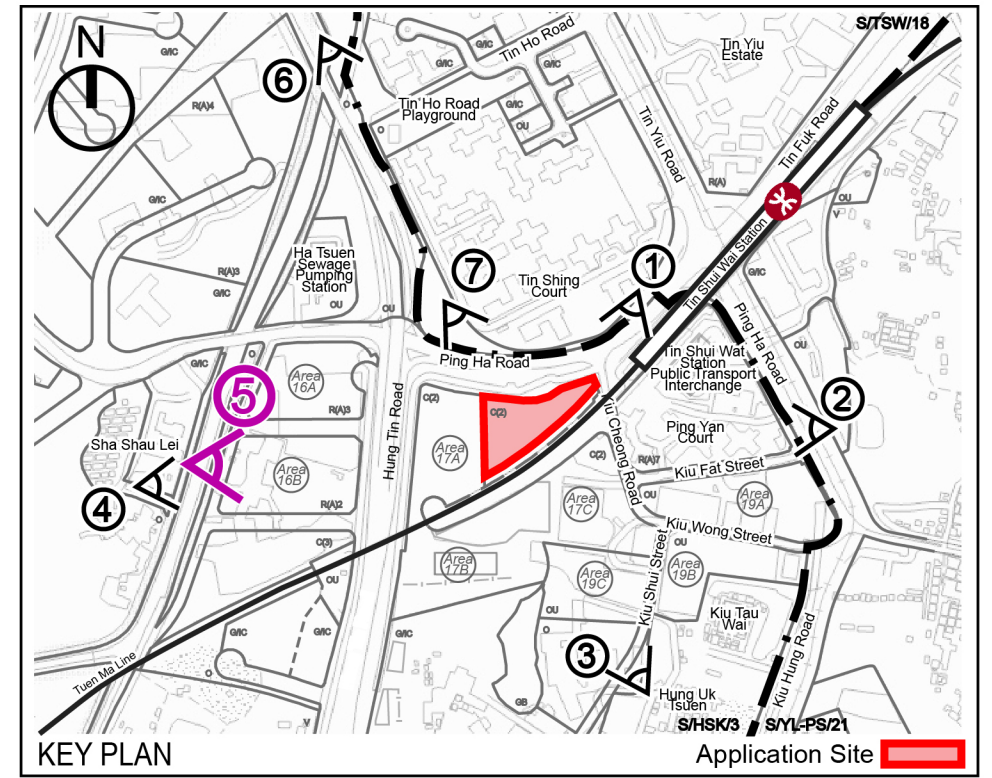 S/TSW/18
N
6
G/IC
Tin Ho Road
G/IC
Tin Yiu
Estate
R(A)4
Tin Ho Road
Playground
G/IC
OU
Tin Yiu Road
Tin Fuk Road
R(A)
OU
V
G/IC
Ha Tsuen
Sewage
Pumping
Station
R(A)3
G/IC
OU
OU
7
Tin Shing
Court
1
Tin Shui Wai Station
Ping Ha Road
Ping Ha Road
Tin Shui Wat
Station
Public Transport
Interchange
G/IC
Area
16A
R(A)3
5
Hung Tin Road
C(2)
C(2)
Area
17A
Kiu Cheong Road
2
Ping Yan
Court
C(2)
R(A)7
Kiu Fat Street
Sha Shau Lei
4
Area
16B
R(A)2
OU
Area
17C
Area
19A
Kiu Wong Street
C(3)
OU
Area
17B
OU
Area
19C
Kiu Shui Street
Area
19B
OU
Kiu Tau
Wai
G/IC
G/IC
G/IC
3
Kiu Hung Road
Tuen Ma Line
Hung Uk
Tsuen
GB
V
S/HSK/3
S/YL-PS/21
KEY PLAN
Application Site